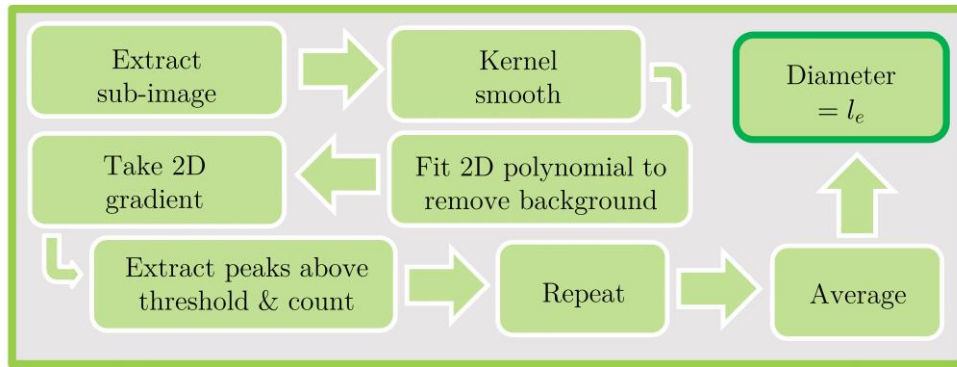 Extract
sub-image
Kernel
smooth
Fit 2D polynomial to
remove background
Take 2D
gradient
Extract peaks above
threshold & count
Repeat
Average
Diameter
= l_e